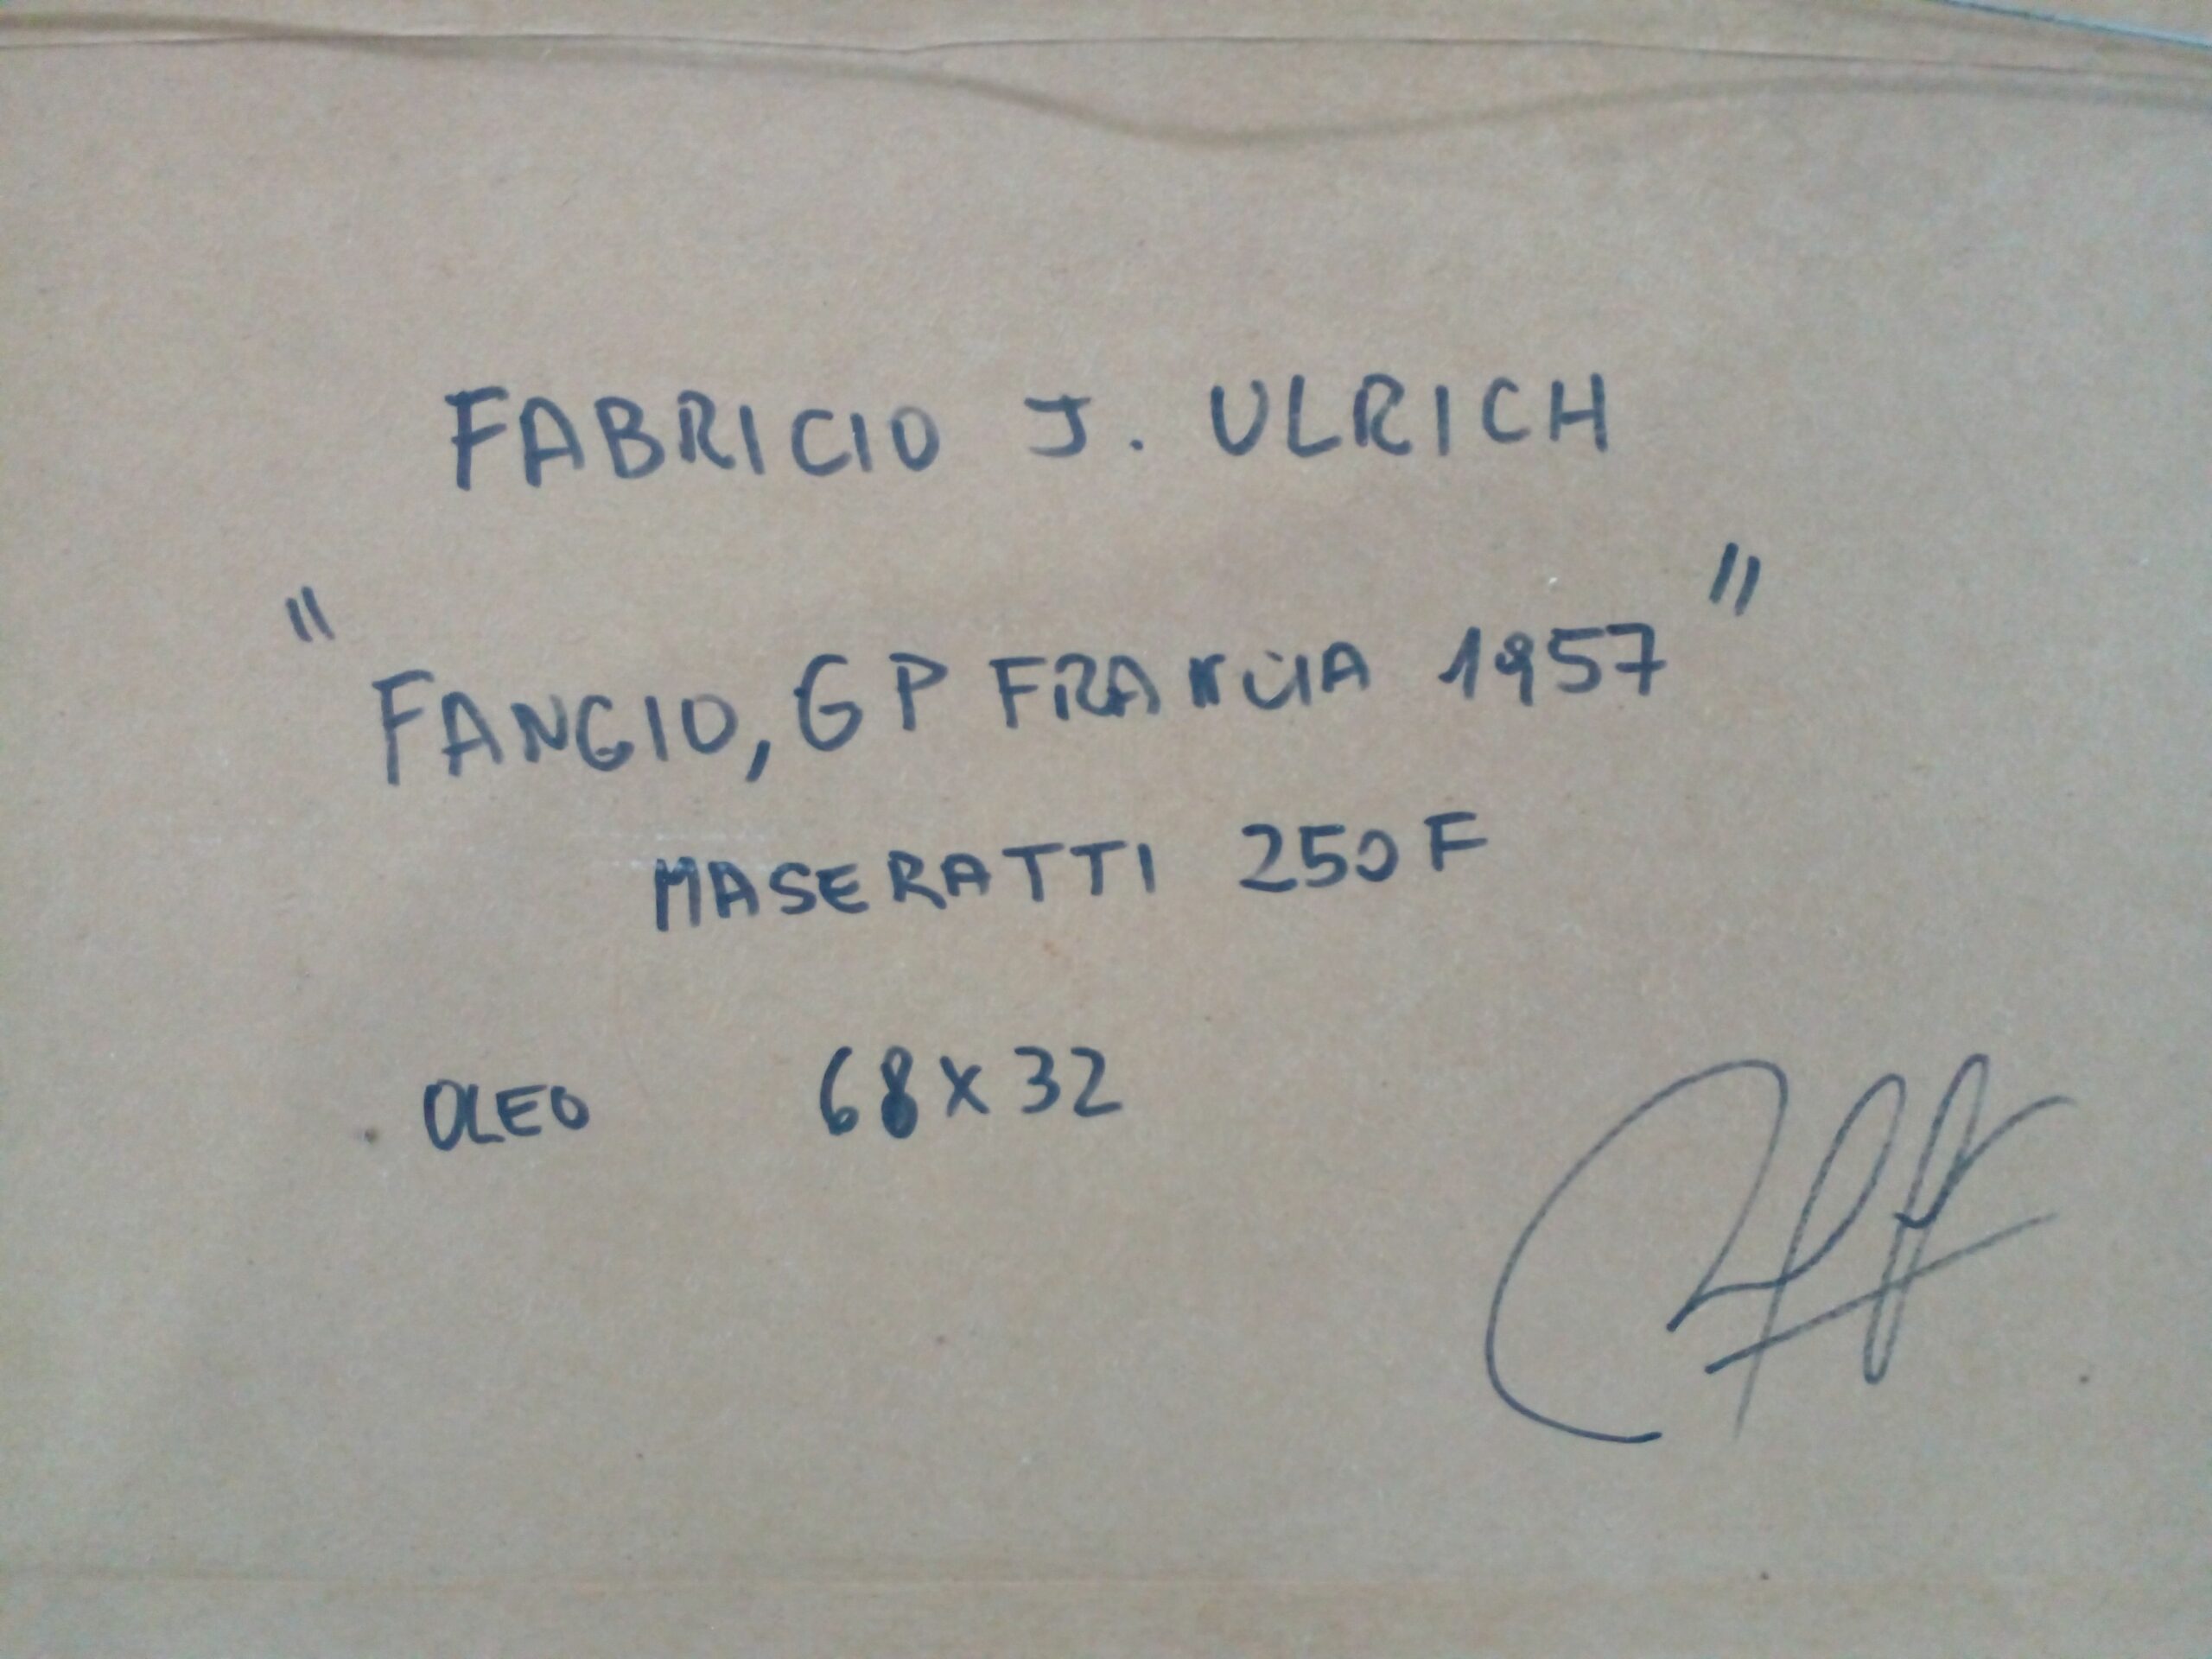 FABRICIO J. ULRICH
"FANGIO, GP FRANCIA 1957"
MASERATTI 250F
OLEO 68X32